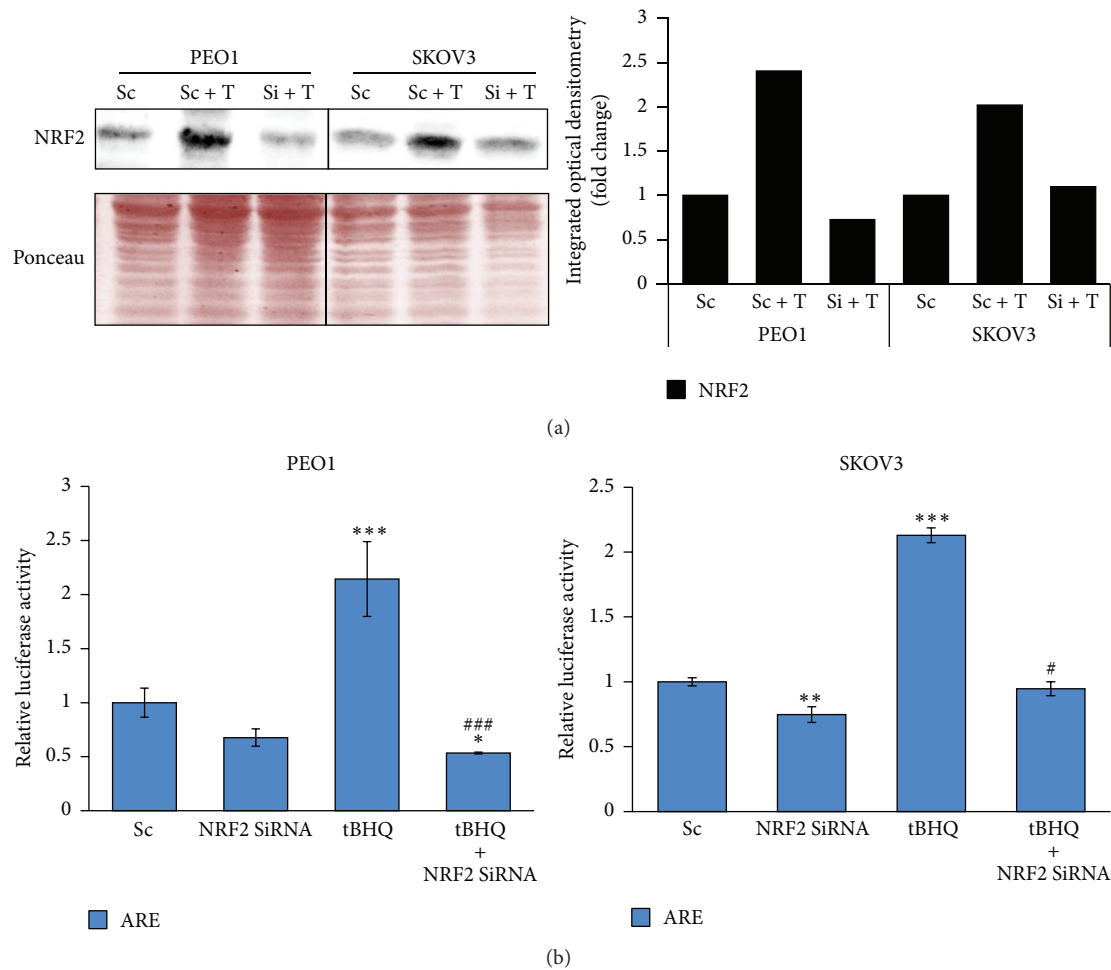 PEO1 SKOV3
Sc Sc + T Si + T Sc Sc + T Si + T
NRF2
Ponceau
Integrated optical densitometry
(fold change)
3
2.5
2
1.5
1
0.5
0
Sc Sc + T Si + T Sc Sc + T Si + T
PEO1 SKOV3
NRF2
(a)
PEO1
Relative luciferase activity
3
2.5
2
1.5
1
0.5
0
***
###
*
Sc NRF2 SiRNA tBHQ tBHQ
+
NRF2 SiRNA
ARE
SKOV3
Relative luciferase activity
2.5
2
1.5
1
0.5
0
**
***
#
Sc NRF2 SiRNA tBHQ tBHQ
+
NRF2 SiRNA
ARE
(b)